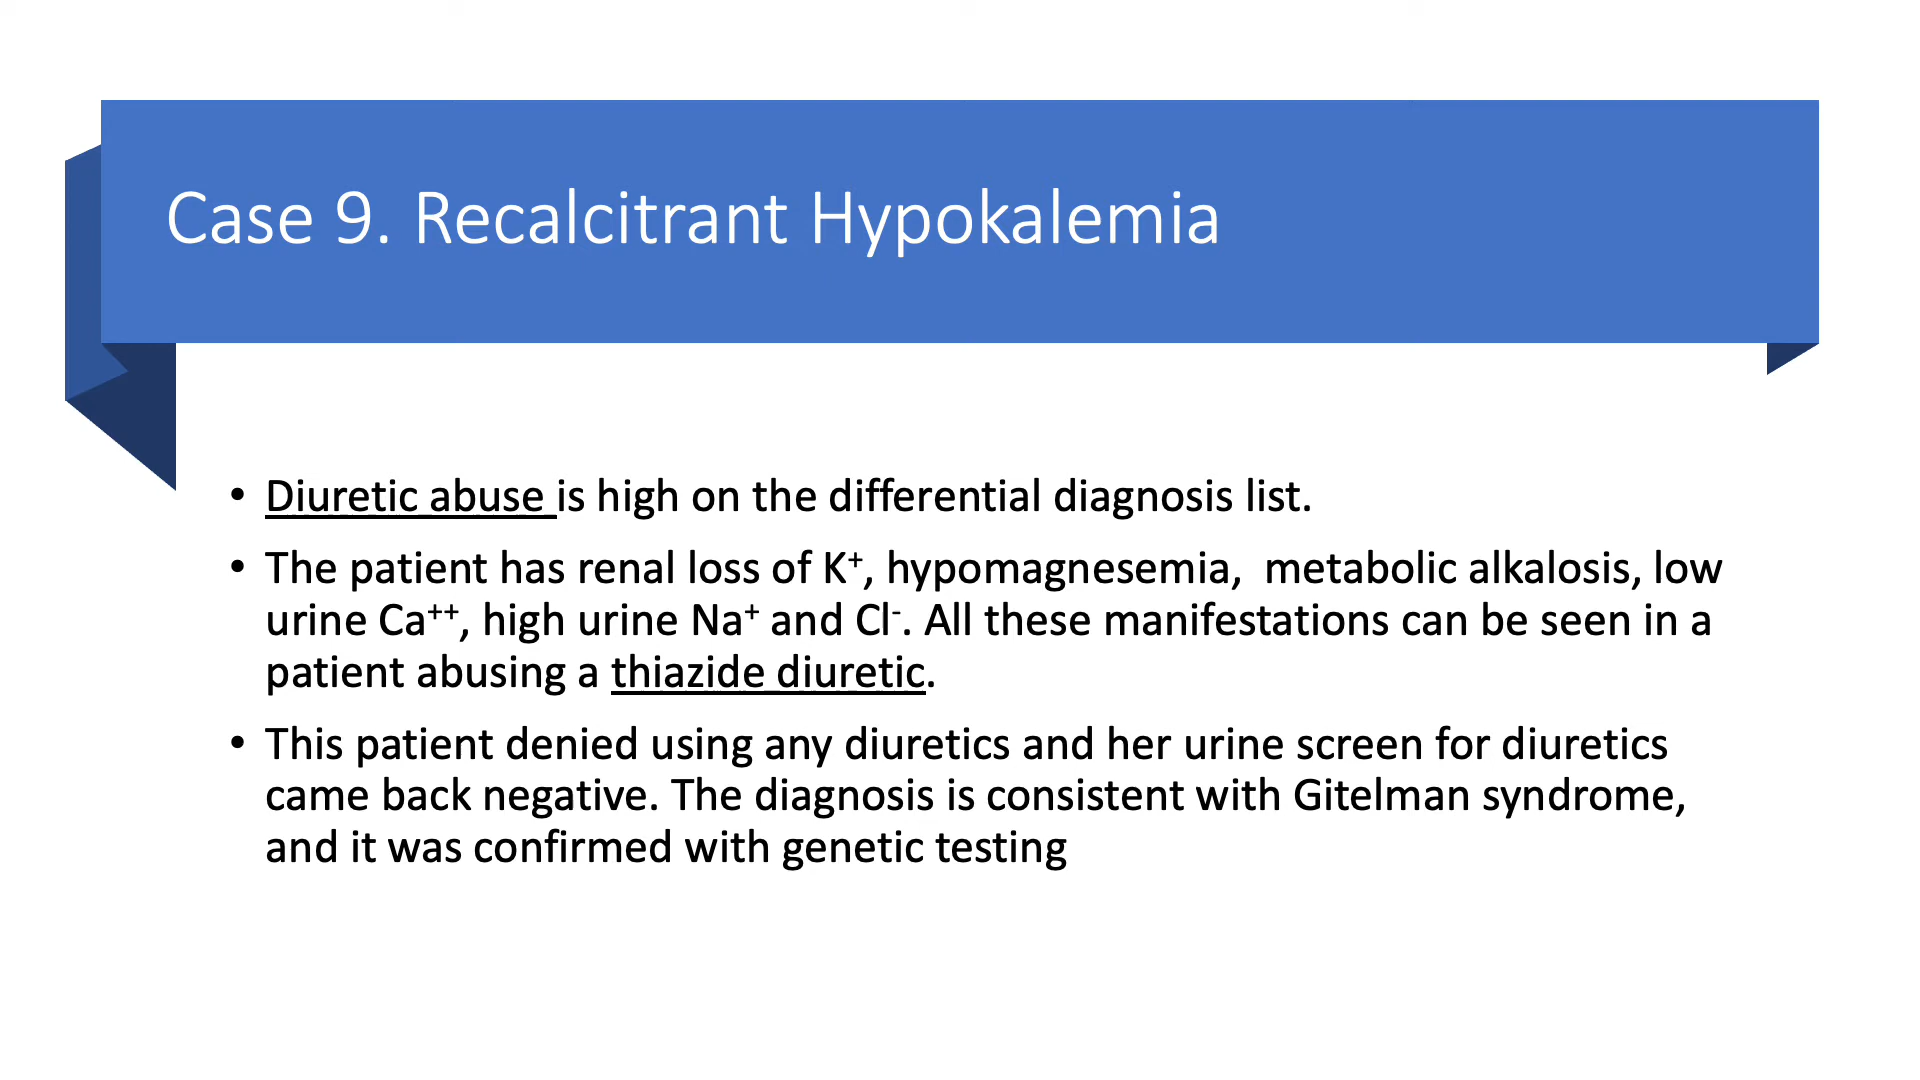 Case 9. Recalcitrant Hypokalemia
• Diuretic abuse is high on the differential diagnosis list.
• The patient has renal loss of K⁺, hypomagnesemia,  metabolic alkalosis, low
urine Ca⁺⁺, high urine Na⁺ and Cl⁻. All these manifestations can be seen in a
patient abusing a thiazide diuretic.
• This patient denied using any diuretics and her urine screen for diuretics
came back negative. The diagnosis is consistent with Gitelman syndrome,
and it was confirmed with genetic testing